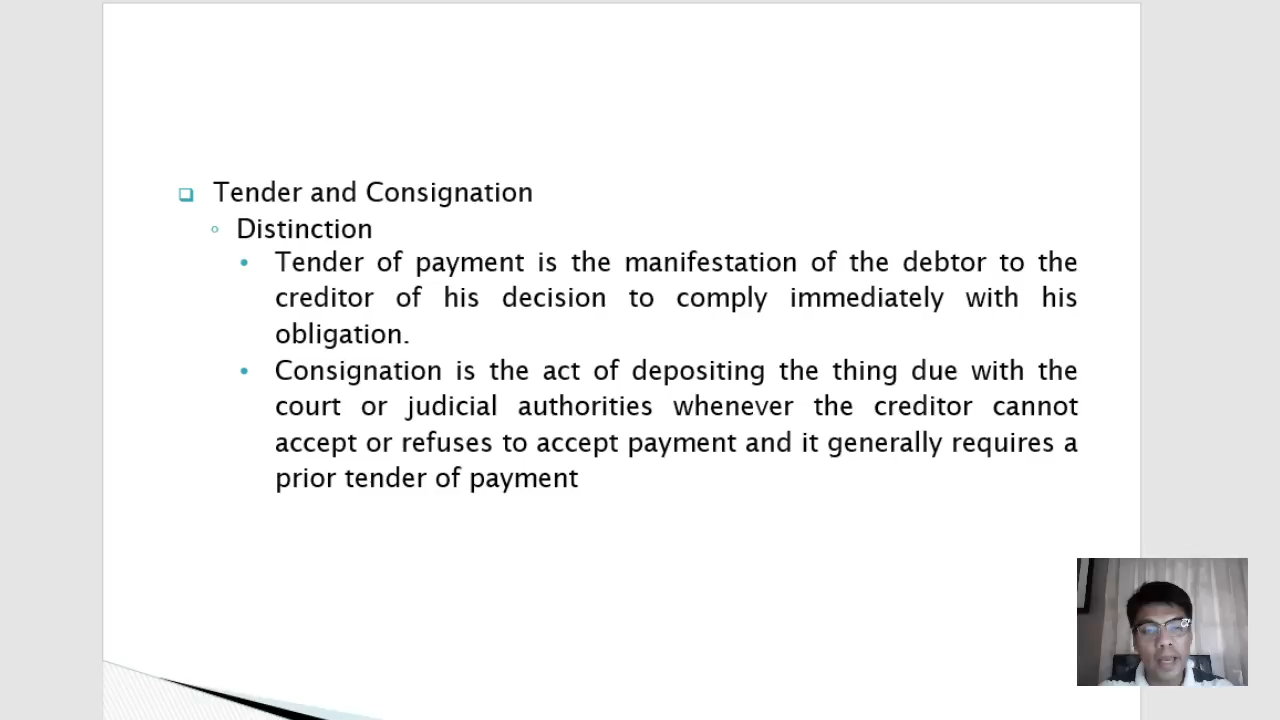 Tender and Consignation
Distinction
Tender of payment is the manifestation of the debtor to the
creditor of his decision to comply immediately with his
obligation.
Consignation is the act of depositing the thing due with the
court or judicial authorities whenever the creditor cannot
accept or refuses to accept payment and it generally requires a
prior tender of payment